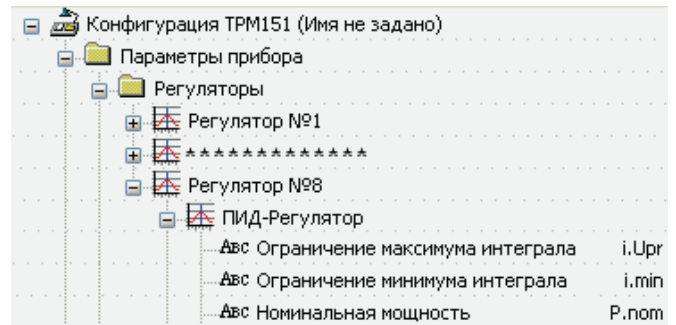 Конфигурация ТРМ151 (Имя не задано)
Параметры прибора
Регуляторы
Регулятор №1
*************
Регулятор №8
ПИД-Регулятор
Авс Ограничение максимума интеграла i.Upr
Авс Ограничение минимума интеграла i.min
Авс Номинальная мощность P.nom